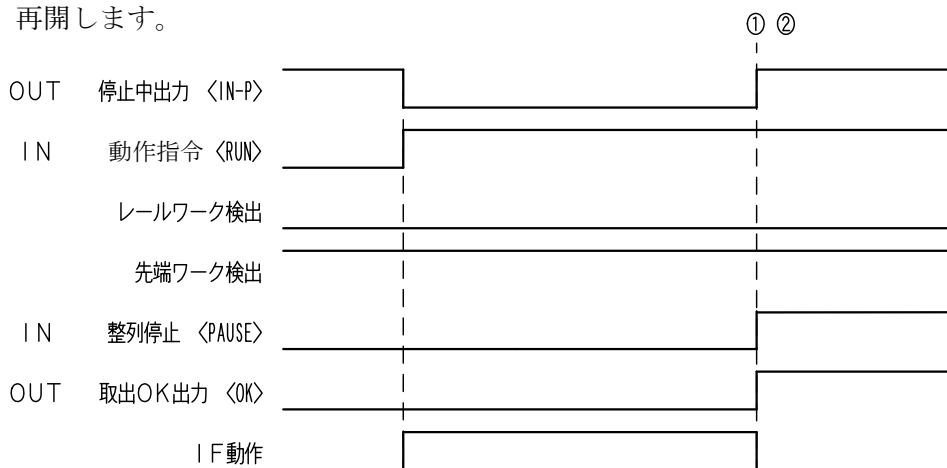 再開します。
① ②
OUT 停止中出力 〈IN-P〉
IN 動作指令 〈RUN〉
レールワーク検出
先端ワーク検出
IN 整列停止 〈PAUSE〉
OUT 取出OK出力 〈OK〉
IF動作